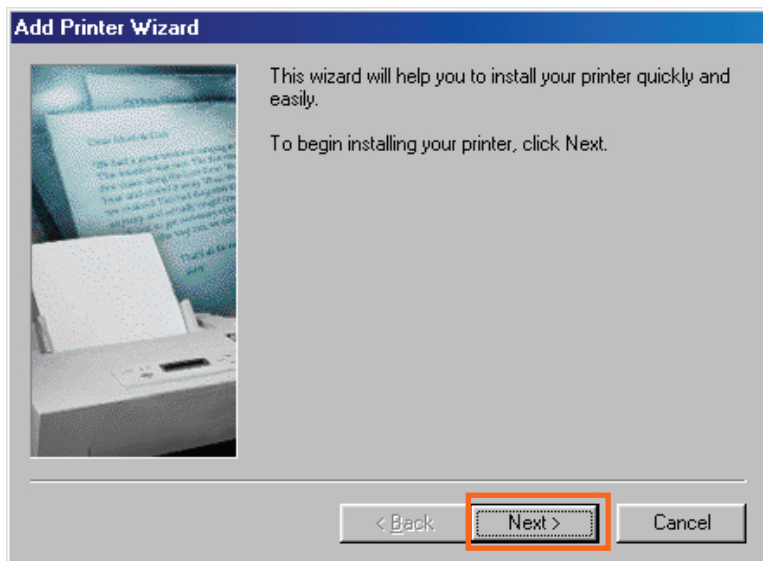 Add Printer Wizard
This wizard will help you to install your printer quickly and
easily.
To begin installing your printer, click Next.
< Back
Next >
Cancel